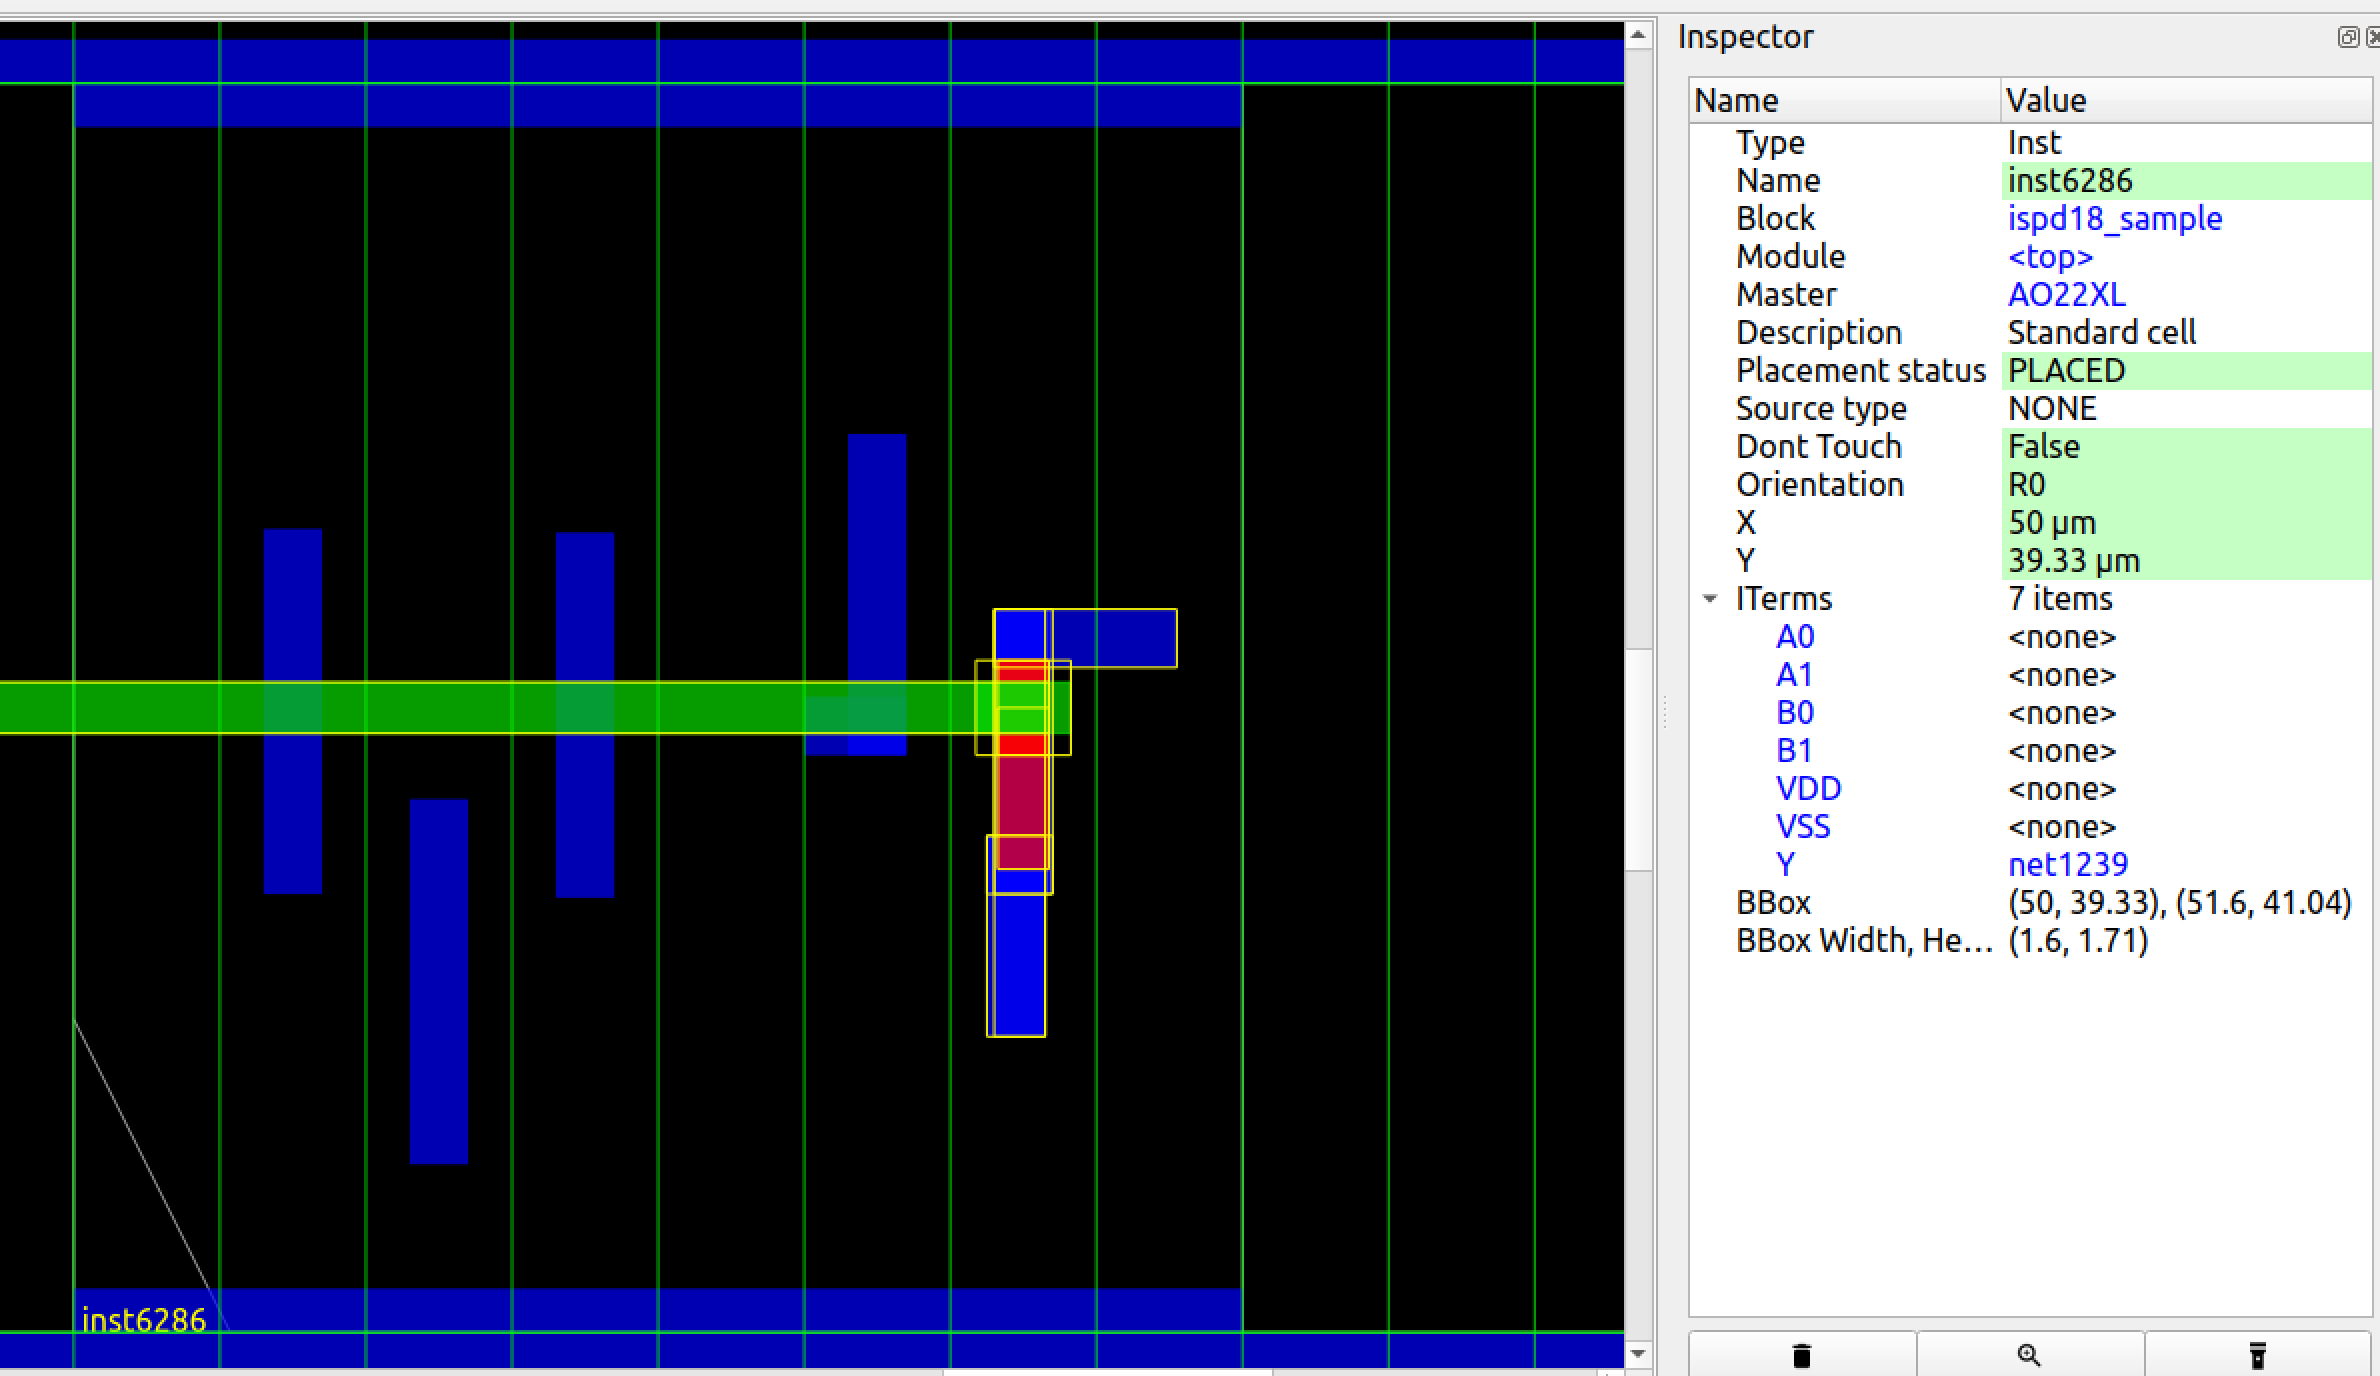 Inspector
Name Value
Type Inst
Name inst6286
Block ispd18_sample
Module <top>
Master AO22XL
Description Standard cell
Placement status PLACED
Source type NONE
Dont Touch False
Orientation R0
X 50 μm
Y 39.33 μm
ITerms 7 items
A0 <none>
A1 <none>
B0 <none>
B1 <none>
VDD <none>
VSS <none>
Y net1239
BBox (50, 39.33), (51.6, 41.04)
BBox Width, He... (1.6, 1.71)
inst6286